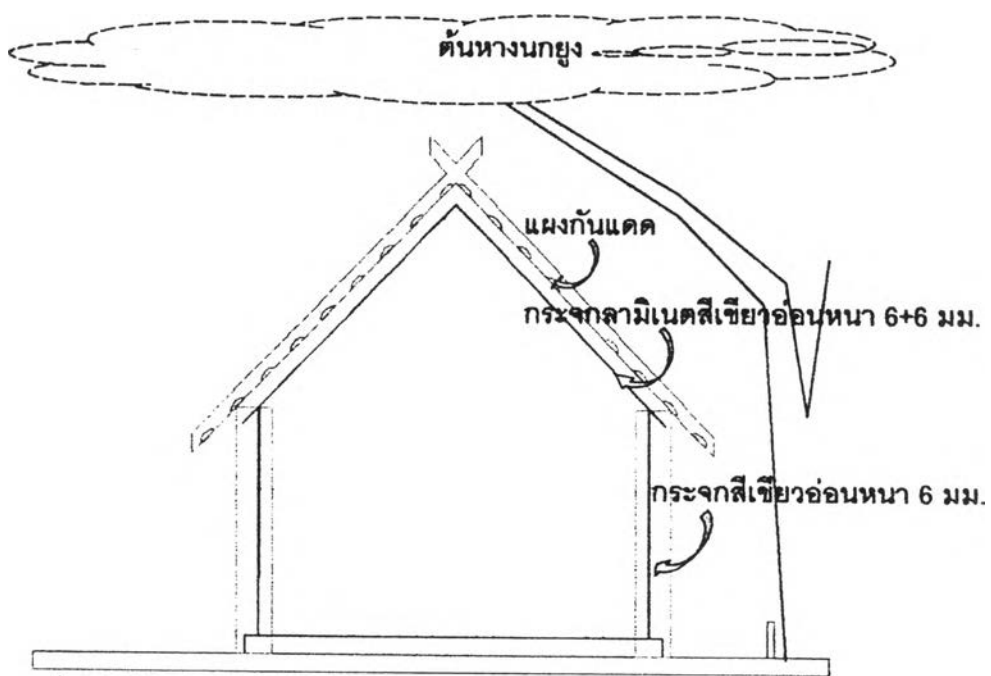 ต้นหางนกยูง
แผงกันแดด
กระจกลามิเนตสีเขียวอ่อนหนา 6+6 มม.
กระจกสีเขียวอ่อนหนา 6 มม.